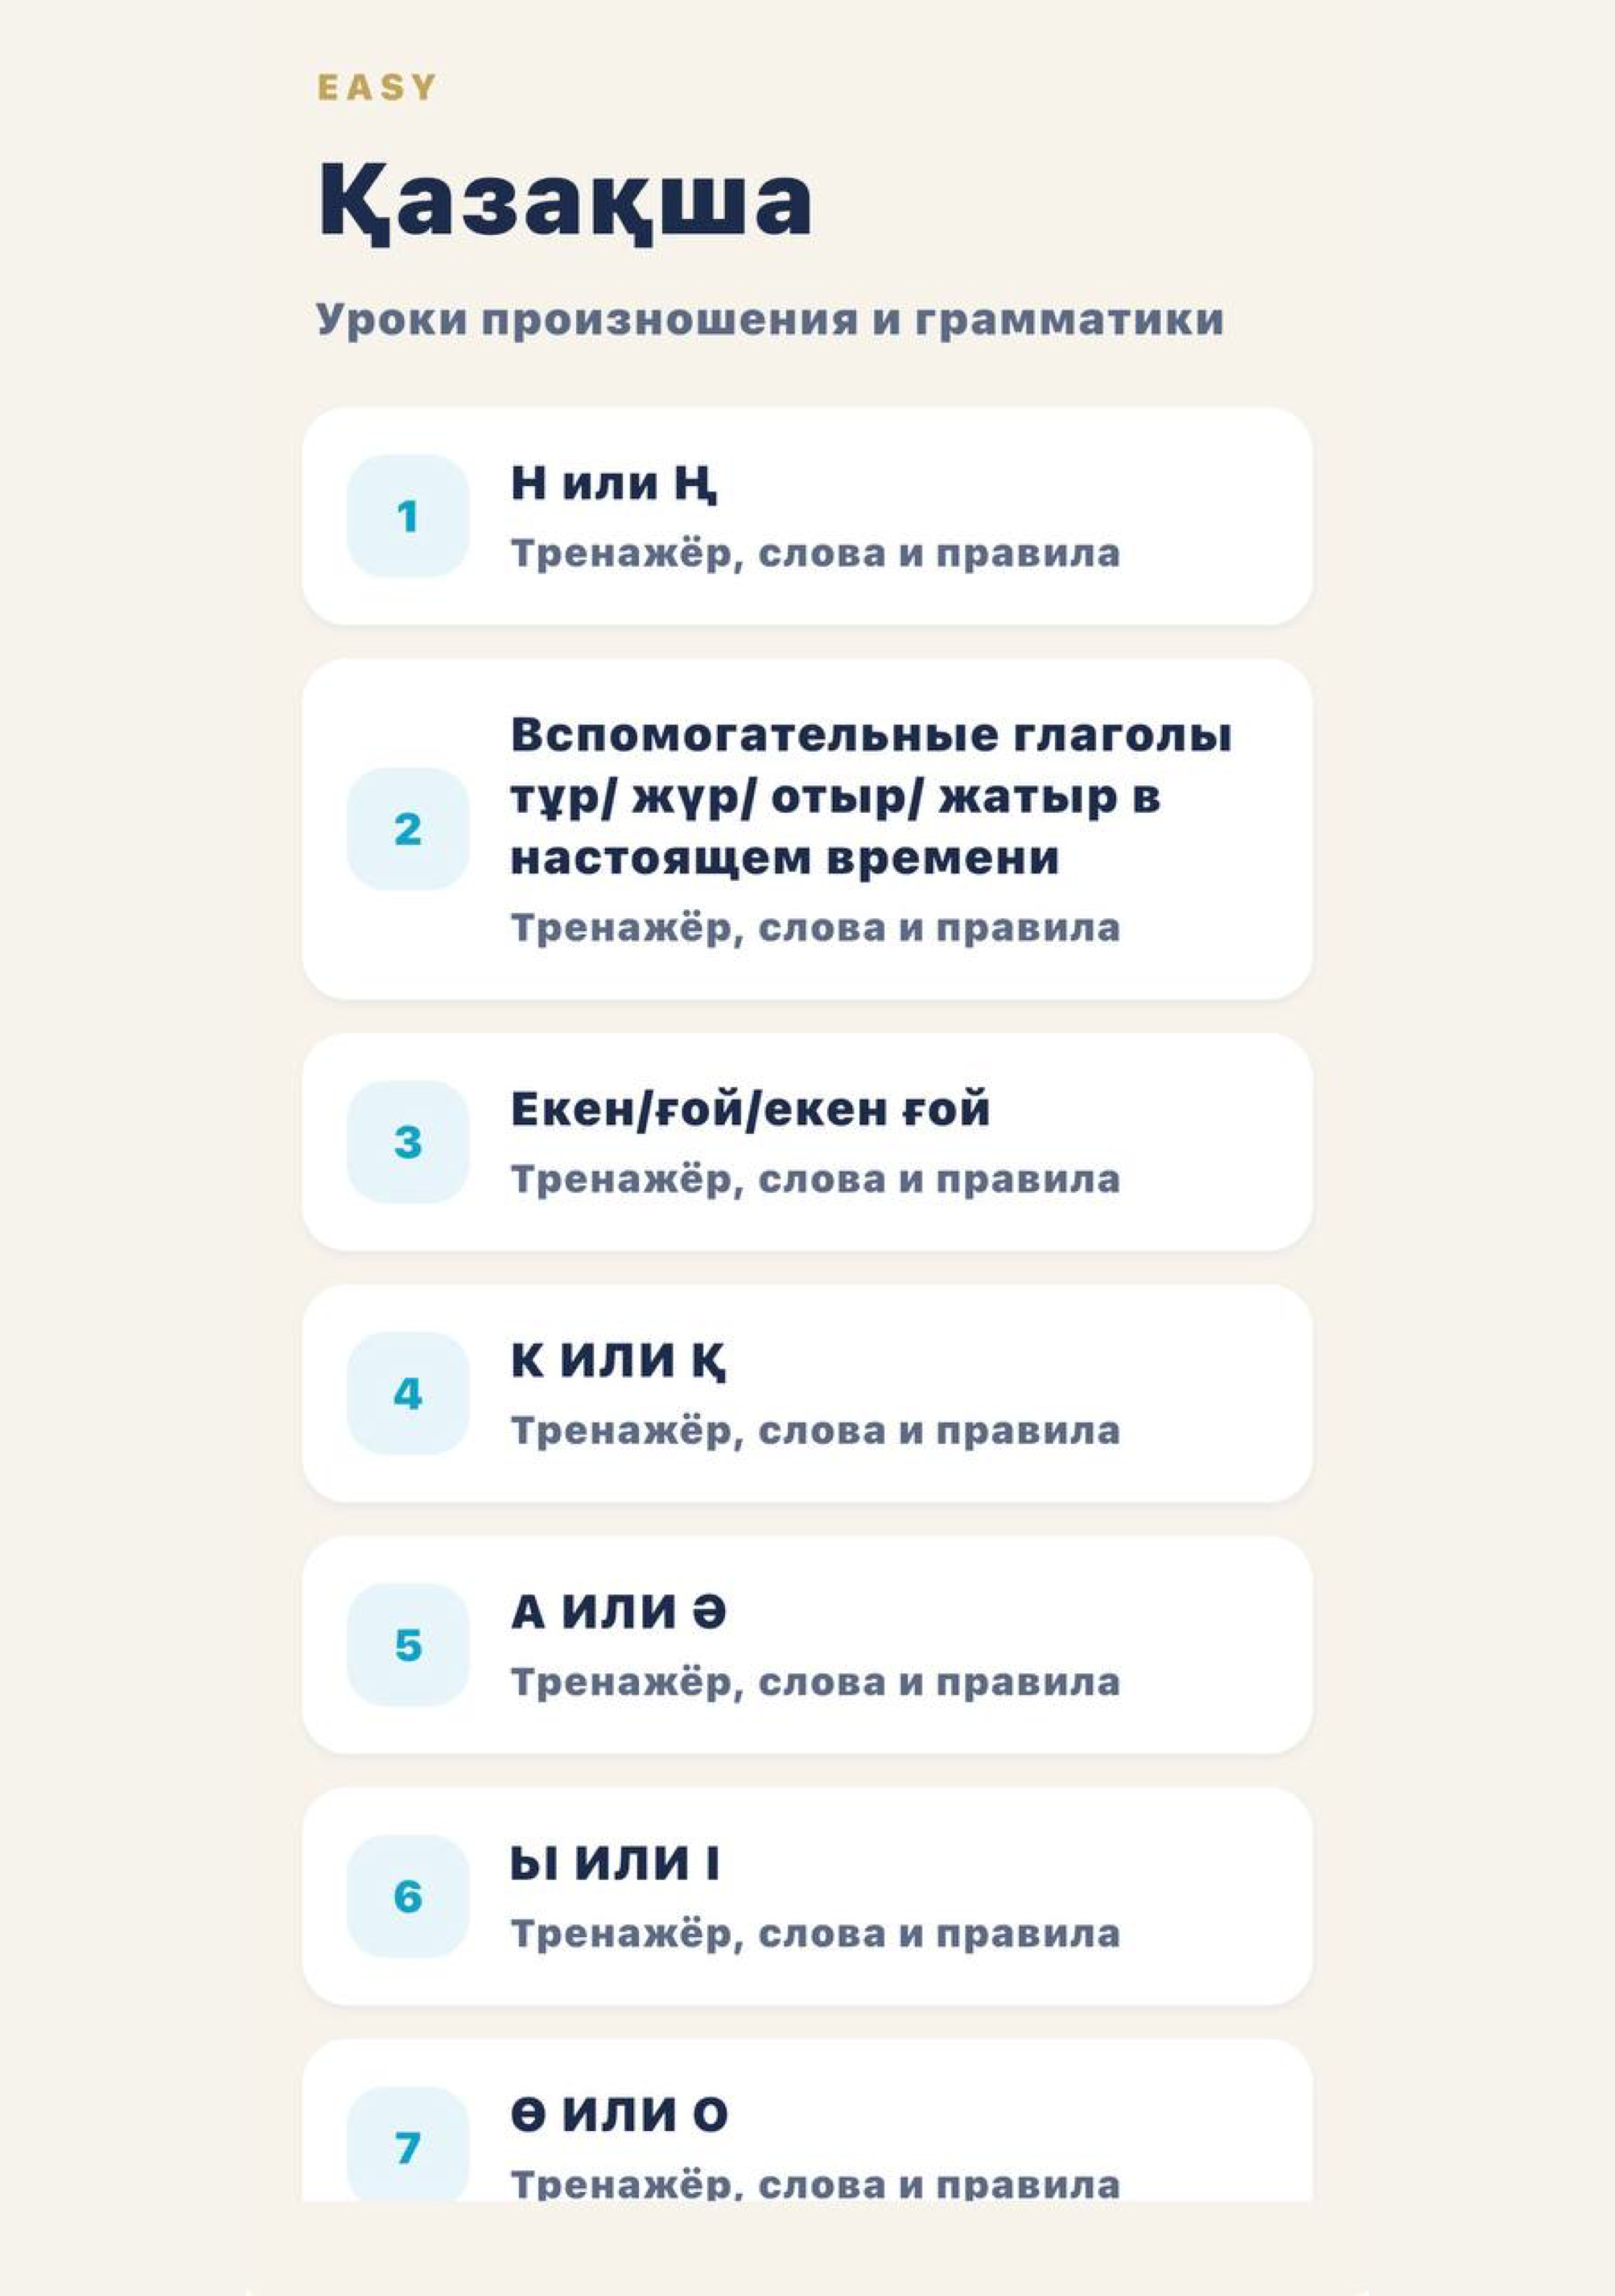 EASY
Қазақша
Уроки произношения и грамматики
1
Н или Ң
Тренажёр, слова и правила
2
Вспомогательные глаголы
тұр/ жүр/ отыр/ жатыр в
настоящем времени
Тренажёр, слова и правила
3
Екен/ғой/екен ғой
Тренажёр, слова и правила
4
К ИЛИ Қ
Тренажёр, слова и правила
5
А ИЛИ Ә
Тренажёр, слова и правила
6
Ы ИЛИ І
Тренажёр, слова и правила
7
Ө ИЛИ О
Тренажёр, слова и правила